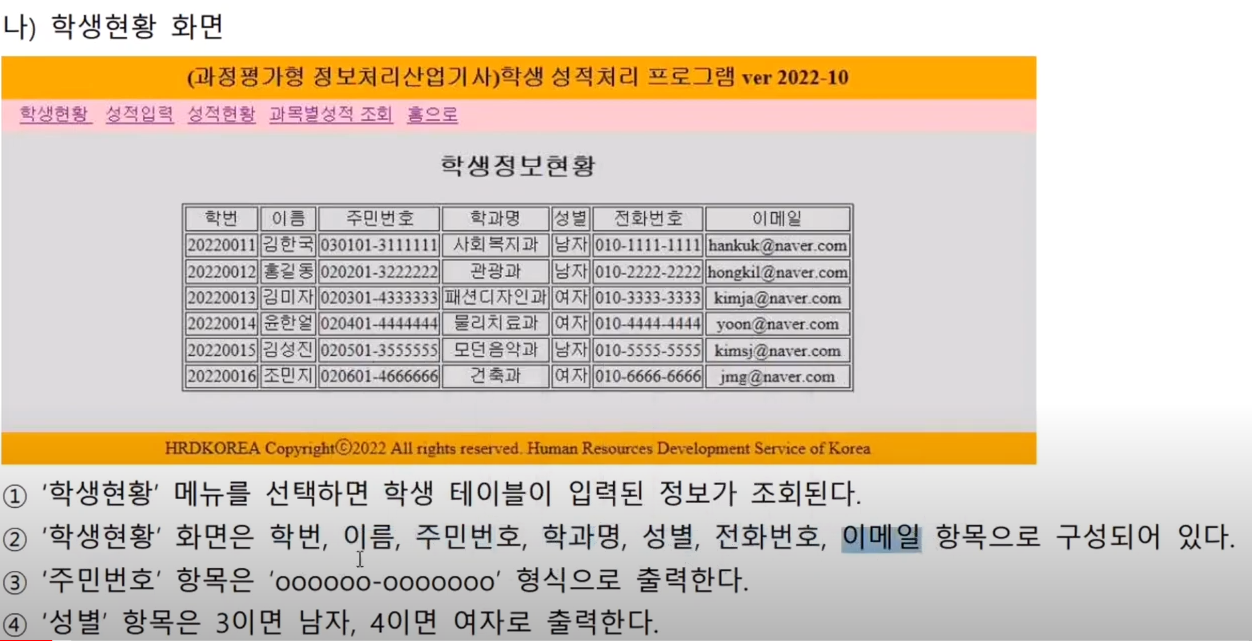 나) 학생현황 화면
(과정평가형 정보처리산업기사)학생 성적처리 프로그램 ver 2022-10
학생현황 성적입력 성적현황 과목별성적 조회 홈으로
학생정보현황
학번 이름 주민번호 학과명 성별 전화번호 이메일
20220011 김한국 030101-3111111 사회복지과 남자 010-1111-1111 hankuk@naver.com
20220012 홍길동 020201-3222222 관광과 남자 010-2222-2222 hongkil@naver.com
20220013 김미자 020301-4333333 패션디자인과 여자 010-3333-3333 kimja@naver.com
20220014 윤한얼 020401-4444444 물리치료과 여자 010-4444-4444 yoon@naver.com
20220015 김성진 020501-3555555 모던음악과 남자 010-5555-5555 kimsj@naver.com
20220016 조민지 020601-4666666 건축과 여자 010-6666-6666 jmg@naver.com
HRDKOREA Copyrightⓒ2022 All rights reserved. Human Resources Development Service of Korea
① '학생현황' 메뉴를 선택하면 학생 테이블이 입력된 정보가 조회된다.
② '학생현황' 화면은 학번, 이름, 주민번호, 학과명, 성별, 전화번호, 이메일 항목으로 구성되어 있다.
③ '주민번호' 항목은 'oooooo-ooooooo' 형식으로 출력한다.
④ '성별' 항목은 3이면 남자, 4이면 여자로 출력한다.